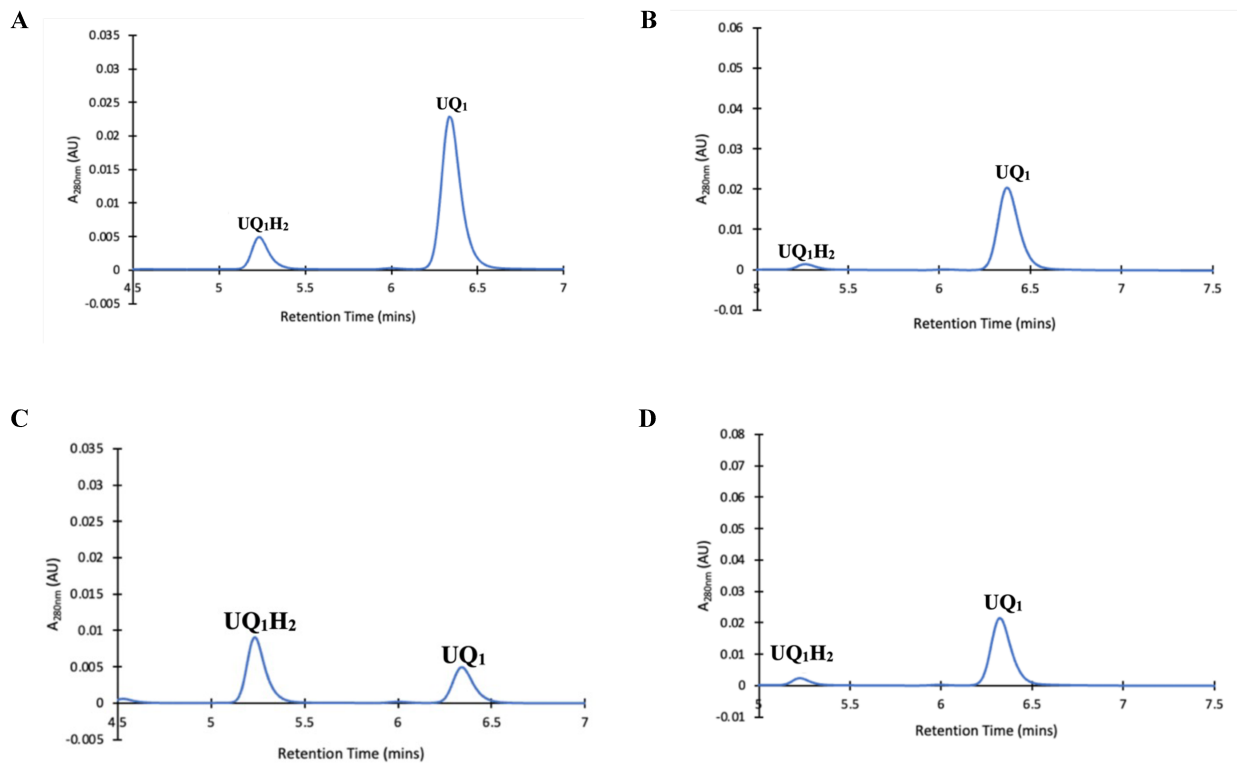 A
0.035
0.03
0.025
0.02
0.015
0.01
0.005
0
-0.005
A280nm (AU)
UQ1H2
UQ1
4.5 5 5.5 6 6.5 7
Retention Time (mins)
B
0.06
0.05
0.04
0.03
0.02
0.01
0
-0.01
A280nm (AU)
UQ1H2
UQ1
5 5.5 6 6.5 7 7.5
Retention Time (mins)
C
0.035
0.03
0.025
0.02
0.015
0.01
0.005
0
-0.005
A280nm (AU)
UQ1H2
UQ1
4.5 5 5.5 6 6.5 7
Retention Time (mins)
D
0.08
0.07
0.06
0.05
0.04
0.03
0.02
0.01
0
-0.01
A280nm (AU)
UQ1H2
UQ1
5 5.5 6 6.5 7 7.5
Retention Time (mins)